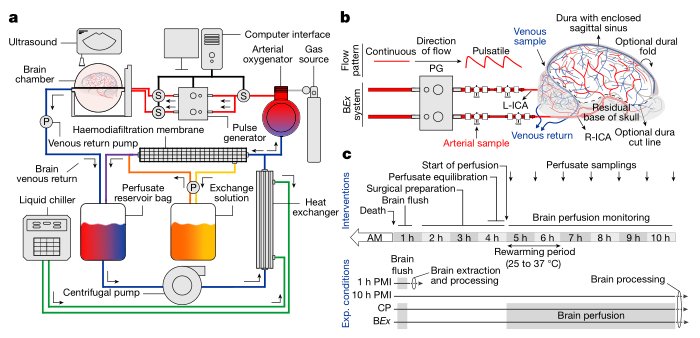 a
Ultrasound
Computer interface
Arterial
oxygenator
Gas
source
Brain
chamber
S
S
S
P
Venous return pump
Pulse
generator
Haemodiafiltration membrane
Brain
venous return
Perfusate
reservoir bag
P
Exchange
solution
Heat
exchanger
Liquid chiller
Centrifugal pump
b
Flow
pattern
Continuous
Direction
of flow
Pulsatile
Venous
sample
Dura with enclosed
sagittal sinus
Optional dural
fold
BEx
system
PG
L-ICA
Residual
base of skull
Arterial sample
Venous return
R-ICA
Optional dura
cut line
c
Interventions
Start of perfusion
Perfusate samplings
Perfusate equilibration
Surgical preparation
Brain flush
Death
Brain perfusion monitoring
AM
1 h
2 h
3 h
4 h
5 h
6 h
7 h
8 h
9 h
10 h
Rewarming period
(25 to 37 °C)
Exp. conditions
Brain
flush
Brain extraction
and processing
Brain processing
1 h PMI
10 h PMI
CP
BEx
Brain perfusion